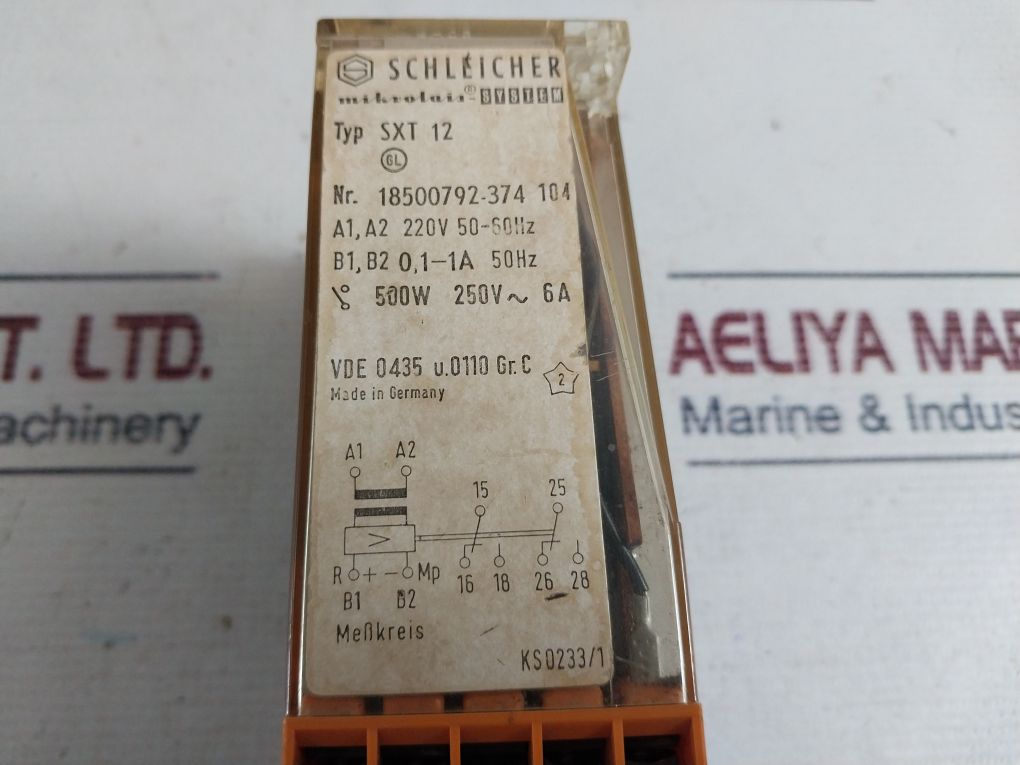 SCHLEICHER
mikrolais® - SYSTEM
Typ SXT 12
GL
Nr. 18500792-374 104
A1, A2 220V 50-60Hz
B1, B2 0,1-1A 50Hz
500W 250V~ 6A
VDE 0435 u.0110 Gr.C
2
Made in Germany
A1 A2
15 25
>
R + - Mp
16 18 26 28
B1 B2
Meßkreis
KS0233/1
T. LTD.
achinery
AELIYA MAR
Marine & Indus